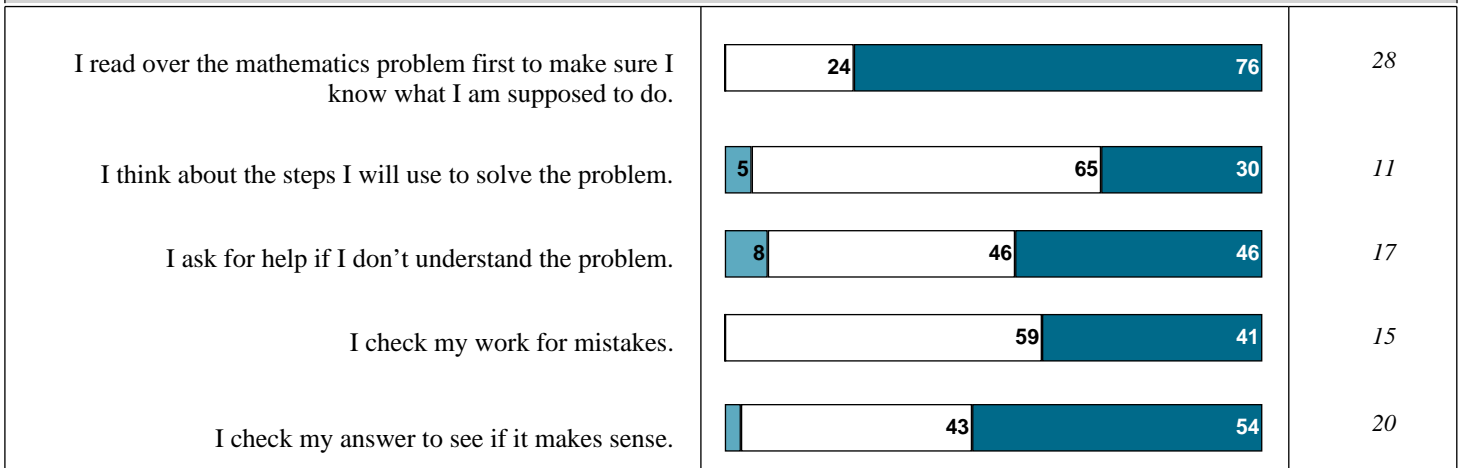 I read over the mathematics problem first to make sure I
know what I am supposed to do.
24 76 28
I think about the steps I will use to solve the problem.
5 65 30 11
I ask for help if I don’t understand the problem.
8 46 46 17
I check my work for mistakes.
59 41 15
I check my answer to see if it makes sense.
43 54 20